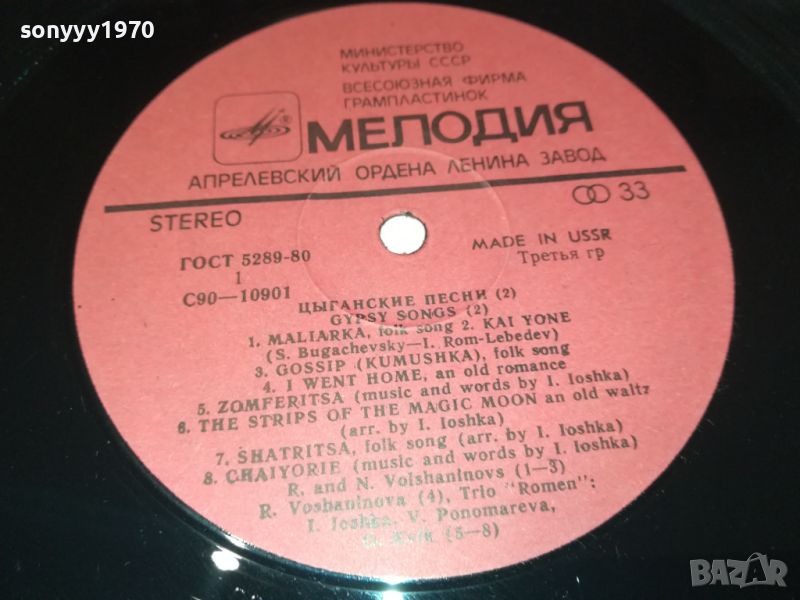 sonyyy1970
МИНИСТЕРСТВО
КУЛЬТУРЫ СССР
ВСЕСОЮЗНАЯ ФИРМА
ГРАМПЛАСТИНОК
®
МЕЛОДИЯ
АПРЕЛЕВСКИЙ ОРДЕНА ЛЕНИНА ЗАВОД
STEREO
33
ГОСТ 5289-80
MADE IN USSR
1
Третья гр
С90—10901
ЦЫГАНСКИЕ ПЕСНИ (2)
GYPSY SONGS (2)
1. MALIARKA, folk song 2. KAI YONE
(S. Bugachevsky—I. Rom-Lebedev)
3. GOSSIP (KUMUSHKA), folk song
4. I WENT HOME, an old romance
5. ZOMFERITSA (music and words by I. Ioshka)
6. THE STRIPS OF THE MAGIC MOON an old waltz
(arr. by I. Ioshka)
7. SHATRITSA, folk song (arr. by I. Ioshka)
8. CHAIYORIE (music and words by I. Ioshka)
R. and N. Volshaninovs (1—3)
R. Voshaninova (4), Trio "Romen":
I. Ioshka, V. Ponomareva,
(5—8)
BAZAR